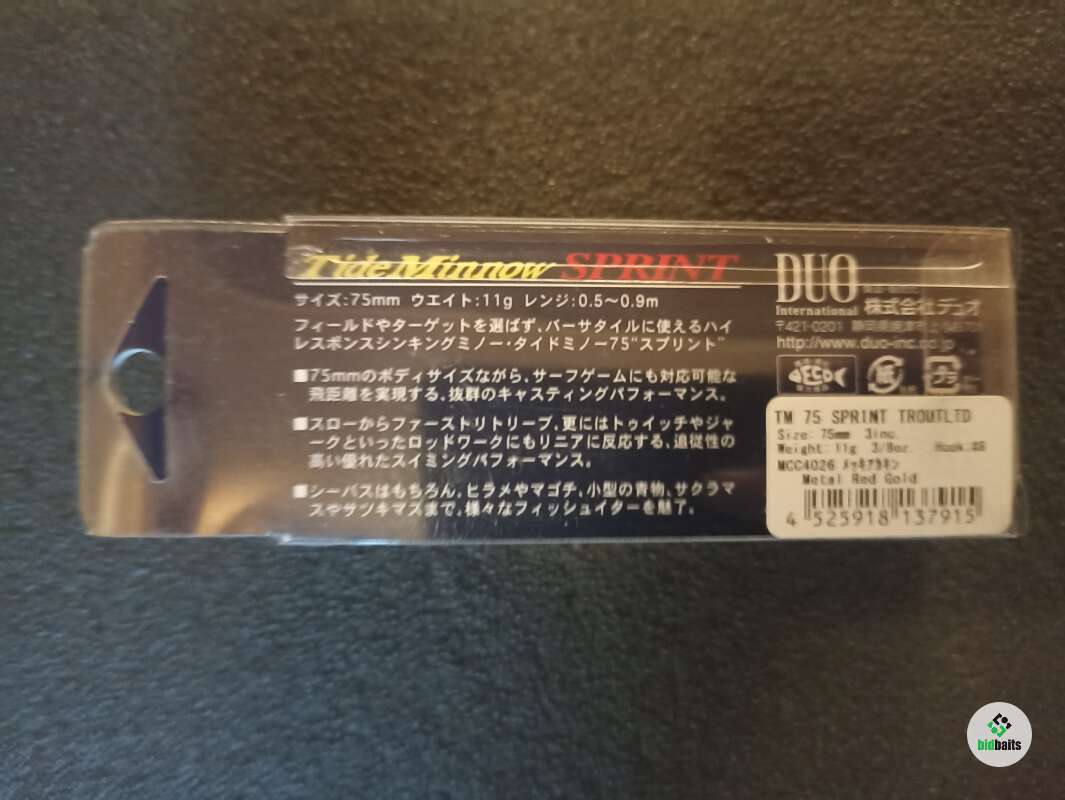 Tide Minnow SPRINT
サイズ:75mm ウエイト:11g レンジ:0.5〜0.9m
フィールドやターゲットを選ばず、バーサタイルに使えるハイ
レスポンスシンキングミノー・タイドミノー75“スプリント”
■75mmのボディサイズながら、サーフゲームにも対応可能な
飛距離を実現する、抜群のキャスティングパフォーマンス。
■スローからファーストリトリーブ、更にはトゥイッチやジャ
ークといったロッドワークにもリニアに反応する、追従性の
高い優れたスイミングパフォーマンス。
■シーバスはもちろん、ヒラメやマゴチ、小型の青物、サクラマ
スやサツキマスまで、様々なフィッシュイーターを魅了。
DUO
International
株式会社デュオ
〒421-0201
http://www.duo-inc.co.jp
ECO
紙
プラ
TM 75 SPRINT TROUTLTD
Size: 75mm 3inc.
Weight: 11g 3/8oz. Hook:#8
MCC4026 メッキアカキン
Metal Red Gold
4 525918 137915
bidbaits